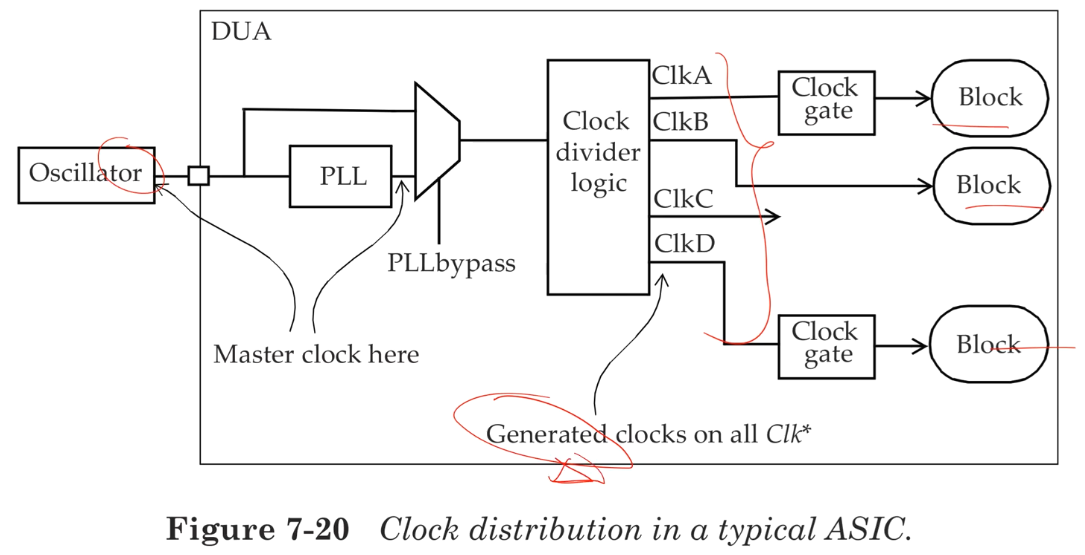 DUA
ClkA
Clock
gate
Block
ClkB
Clock
divider
logic
Oscillator
PLL
Block
ClkC
ClkD
PLLbypass
Clock
gate
Block
Master clock here
Generated clocks on all Clk*
Figure 7-20 Clock distribution in a typical ASIC.